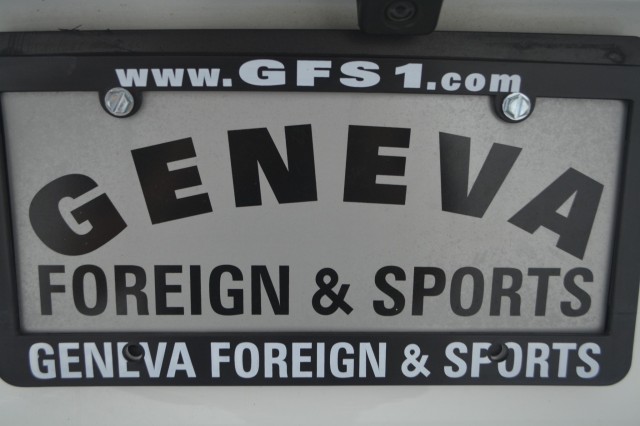 www.GFS1.com
GENEVA
FOREIGN & SPORTS
GENEVA FOREIGN & SPORTS